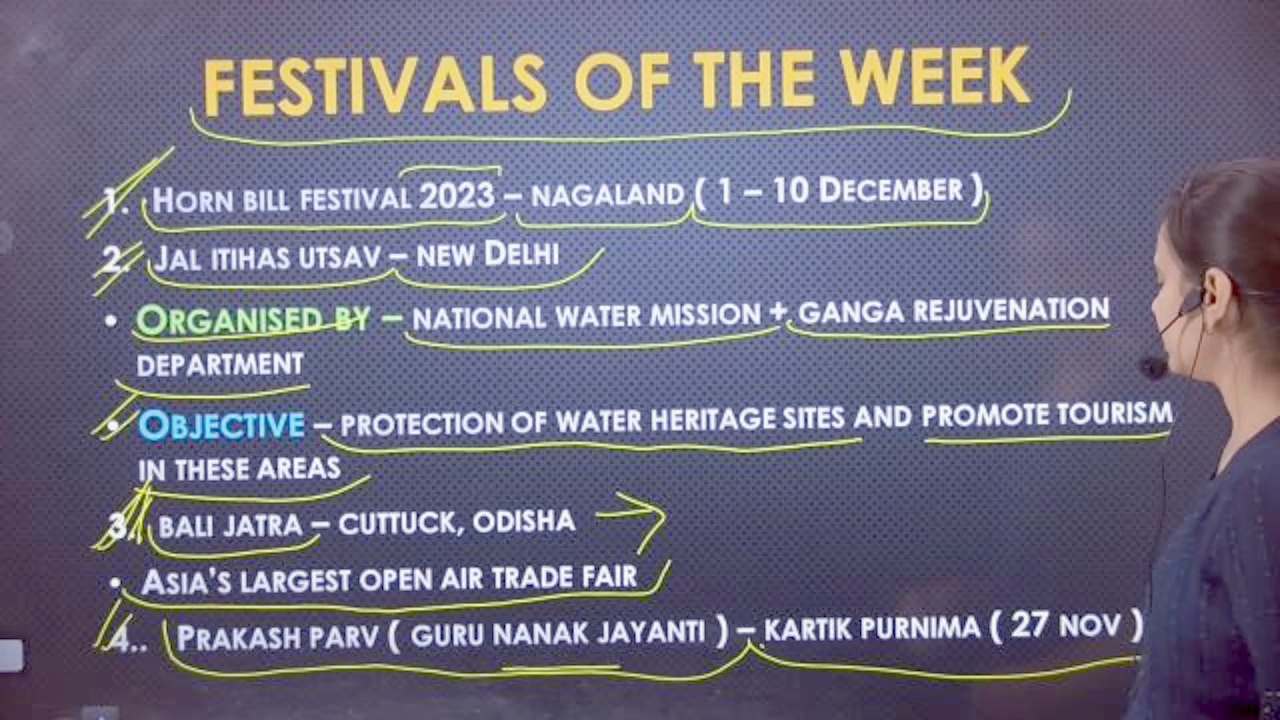 FESTIVALS OF THE WEEK
1. HORN BILL FESTIVAL 2023 – NAGALAND ( 1 – 10 DECEMBER )
2. JAL ITIHAS UTSAV – NEW DELHI
• ORGANISED BY – NATIONAL WATER MISSION + GANGA REJUVENATION
DEPARTMENT
• OBJECTIVE – PROTECTION OF WATER HERITAGE SITES AND PROMOTE TOURISM
IN THESE AREAS
3. BALI JATRA – CUTTUCK, ODISHA
• ASIA'S LARGEST OPEN AIR TRADE FAIR
4.. PRAKASH PARV ( GURU NANAK JAYANTI ) – KARTIK PURNIMA ( 27 NOV )